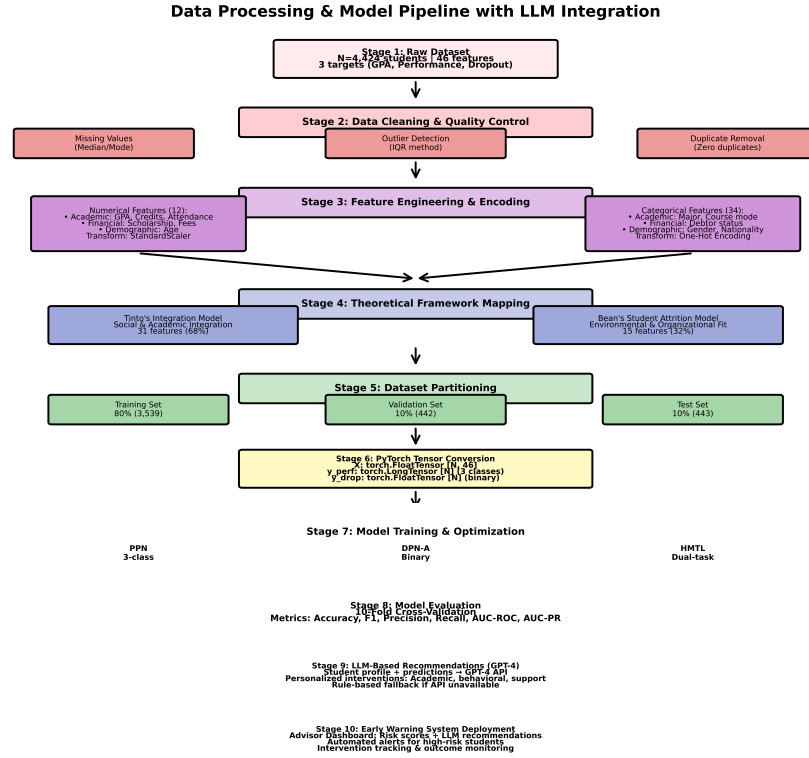 Data Processing & Model Pipeline with LLM Integration
Stage 1: Raw Dataset
N=4,424 students | 46 features
3 targets (GPA, Performance, Dropout)
Stage 2: Data Cleaning & Quality Control
Missing Values
(Median/Mode)
Outlier Detection
(IQR method)
Duplicate Removal
(Zero duplicates)
Stage 3: Feature Engineering & Encoding
Numerical Features (12):
• Academic: GPA, Credits, Attendance
• Financial: Scholarship, Fees
• Demographic: Age
Transform: StandardScaler
Categorical Features (34):
• Academic: Major, Course mode
• Financial: Debtor status
• Demographic: Gender, Nationality
Transform: One-Hot Encoding
Stage 4: Theoretical Framework Mapping
Tinto's Integration Model
Social & Academic Integration
31 features (68%)
Bean's Student Attrition Model
Environmental & Organizational Fit
15 features (32%)
Stage 5: Dataset Partitioning
Training Set
80% (3,539)
Validation Set
10% (442)
Test Set
10% (443)
Stage 6: PyTorch Tensor Conversion
X: torch.FloatTensor [N, 46]
y_perf: torch.LongTensor [N] (3 classes)
y_drop: torch.FloatTensor [N] (binary)
Stage 7: Model Training & Optimization
PPN
3-class
DPN-A
Binary
HMTL
Dual-task
Stage 8: Model Evaluation
10-Fold Cross-Validation
Metrics: Accuracy, F1, Precision, Recall, AUC-ROC, AUC-PR
Stage 9: LLM-Based Recommendations (GPT-4)
Student profile + predictions → GPT-4 API
Personalized interventions: Academic, behavioral, support
Rule-based fallback if API unavailable
Stage 10: Early Warning System Deployment
Advisor Dashboard: Risk scores + LLM recommendations
Automated alerts for high-risk students
Intervention tracking & outcome monitoring